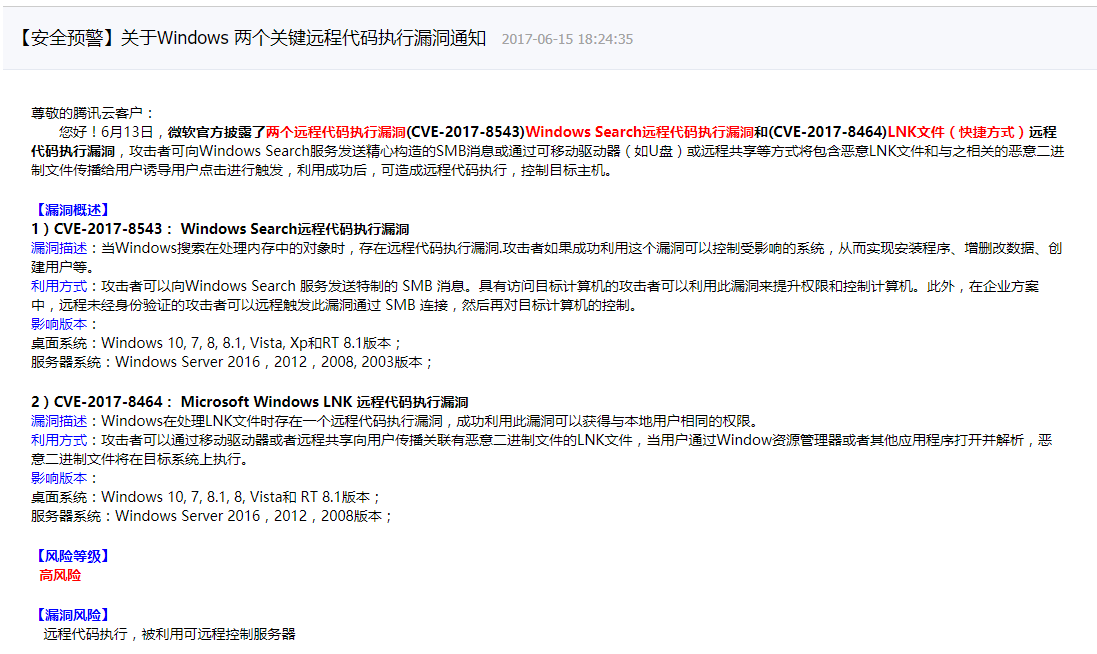 【安全预警】关于Windows 两个关键远程代码执行漏洞通知 2017-06-15 18:24:35
尊敬的腾讯云客户：
您好！6月13日，微软官方披露了两个远程代码执行漏洞(CVE-2017-8543)Windows Search远程代码执行漏洞和(CVE-2017-8464)LNK文件（快捷方式）远程
代码执行漏洞，攻击者可向Windows Search服务发送精心构造的SMB消息或通过可移动驱动器（如U盘）或远程共享等方式将包含恶意LNK文件和与之相关的恶意二进
制文件传播给用户诱导用户点击进行触发，利用成功后，可造成远程代码执行，控制目标主机。
【漏洞概述】
1）CVE-2017-8543： Windows Search远程代码执行漏洞
漏洞描述：当Windows搜索在处理内存中的对象时，存在远程代码执行漏洞.攻击者如果成功利用这个漏洞可以控制受影响的系统，从而实现安装程序、增删改数据、创
建用户等。
利用方式：攻击者可以向Windows Search 服务发送特制的 SMB 消息。具有访问目标计算机的攻击者可以利用此漏洞来提升权限和控制计算机。此外，在企业方案
中，远程未经身份验证的攻击者可以远程触发此漏洞通过 SMB 连接，然后再对目标计算机的控制。
影响版本：
桌面系统：Windows 10, 7, 8, 8.1, Vista, Xp和RT 8.1版本；
服务器系统：Windows Server 2016，2012，2008, 2003版本；
2）CVE-2017-8464： Microsoft Windows LNK 远程代码执行漏洞
漏洞描述：Windows在处理LNK文件时存在一个远程代码执行漏洞，成功利用此漏洞可以获得与本地用户相同的权限。
利用方式：攻击者可以通过移动驱动器或者远程共享向用户传播关联有恶意二进制文件的LNK文件，当用户通过Window资源管理器或者其他应用程序打开并解析，恶
意二进制文件将在目标系统上执行。
影响版本：
桌面系统：Windows 10, 7, 8.1, 8, Vista和 RT 8.1版本；
服务器系统：Windows Server 2016，2012，2008版本；
【风险等级】
高风险
【漏洞风险】
远程代码执行，被利用可远程控制服务器